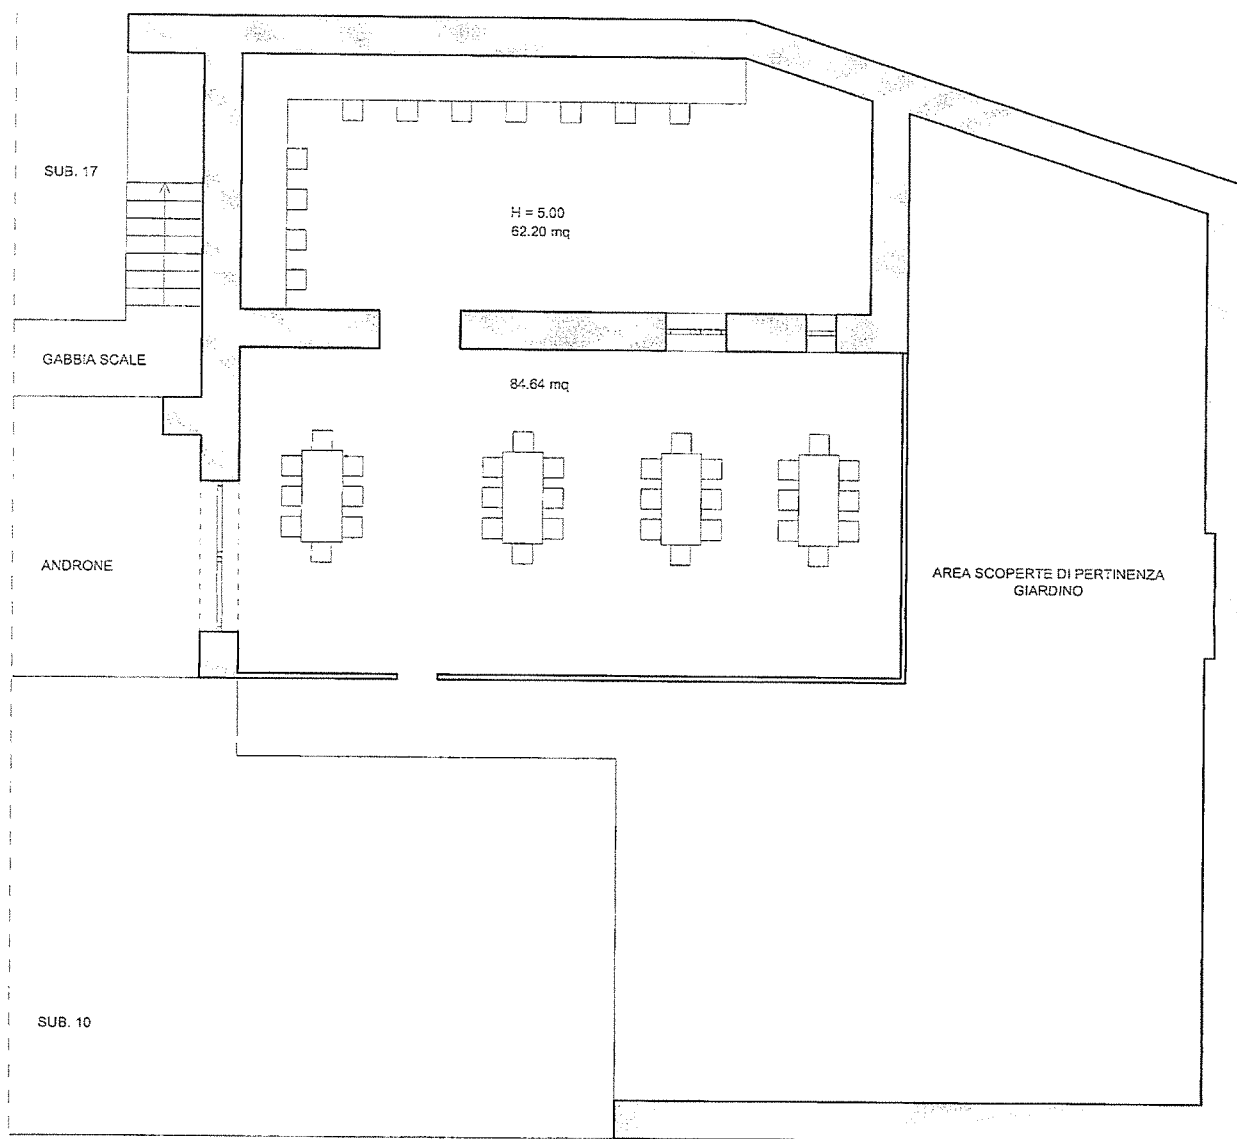 SUB. 17
H = 5.00
62.20 mq
GABBIA SCALE
84.64 mq
ANDRONE
AREA SCOPERTE DI PERTINENZA
GIARDINO
SUB. 10